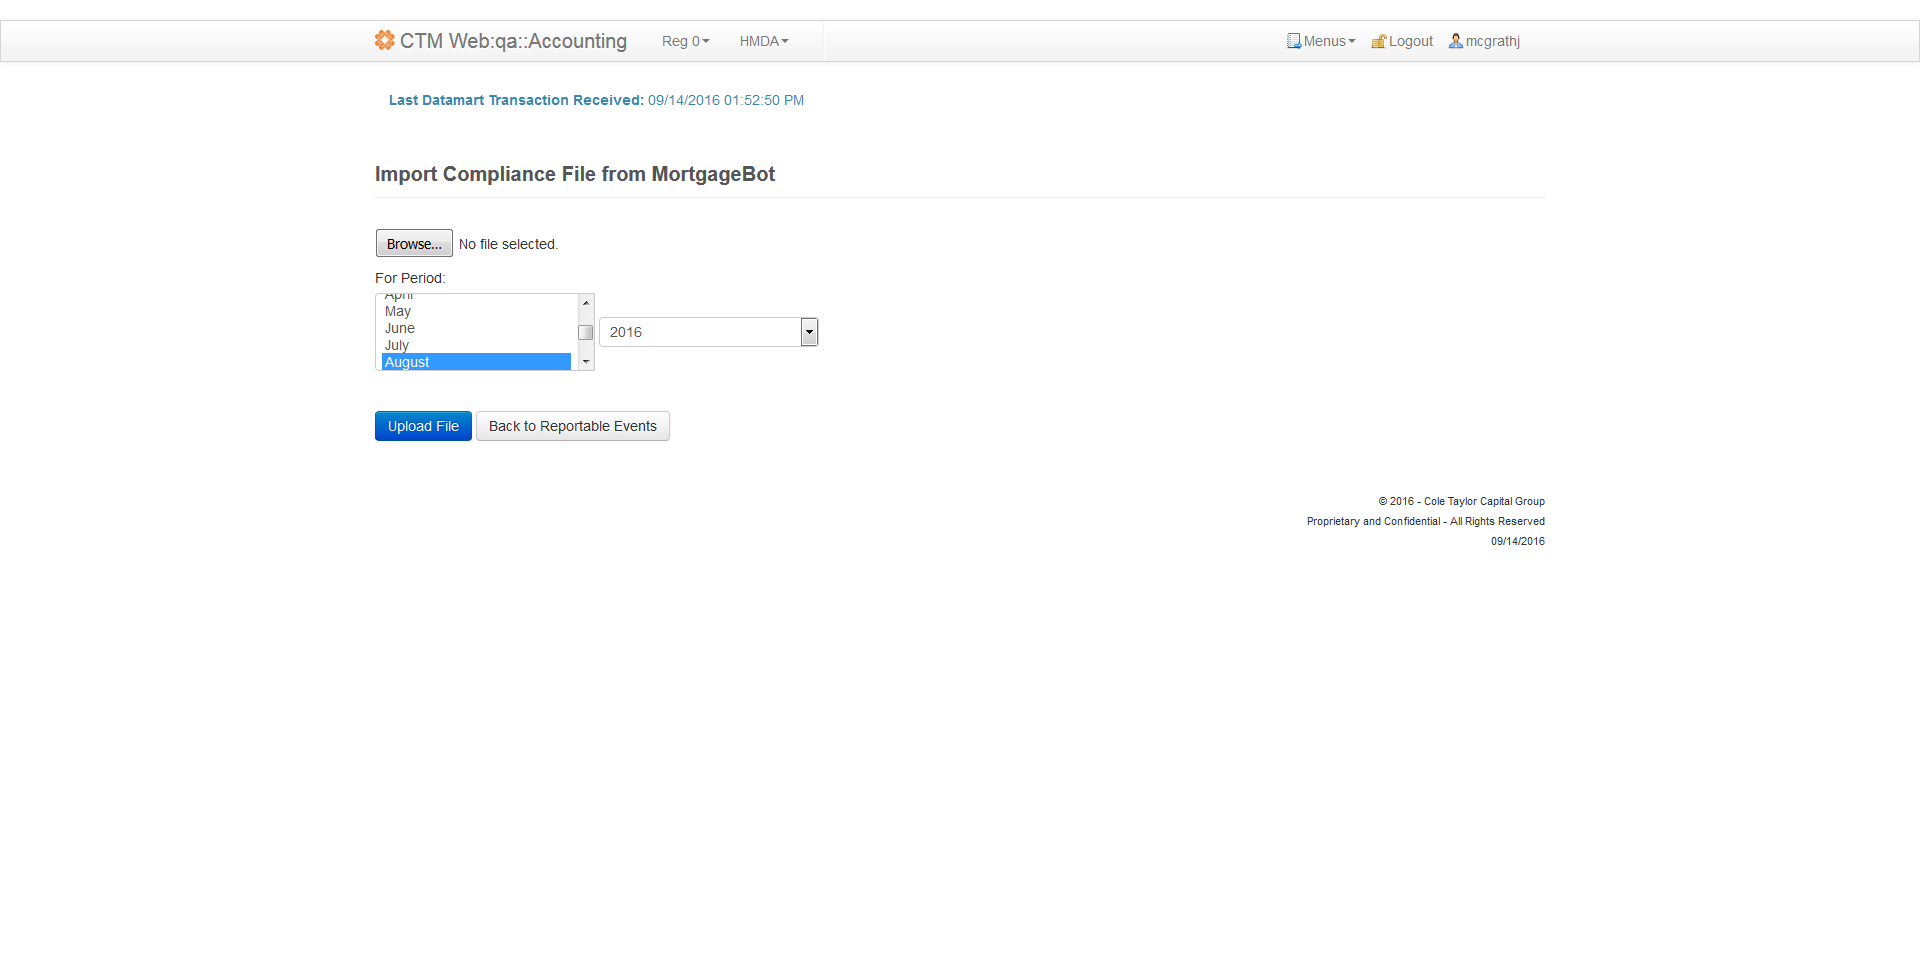 CTM Web:qa::Accounting Reg 0 HMDA Menus Logout mcgrathj
Last Datamart Transaction Received: 09/14/2016 01:52:50 PM
Import Compliance File from MortgageBot
Browse... No file selected.
For Period:
April
May
June
July
August
2016
Upload File Back to Reportable Events
© 2016 - Cole Taylor Capital Group
Proprietary and Confidential - All Rights Reserved
09/14/2016